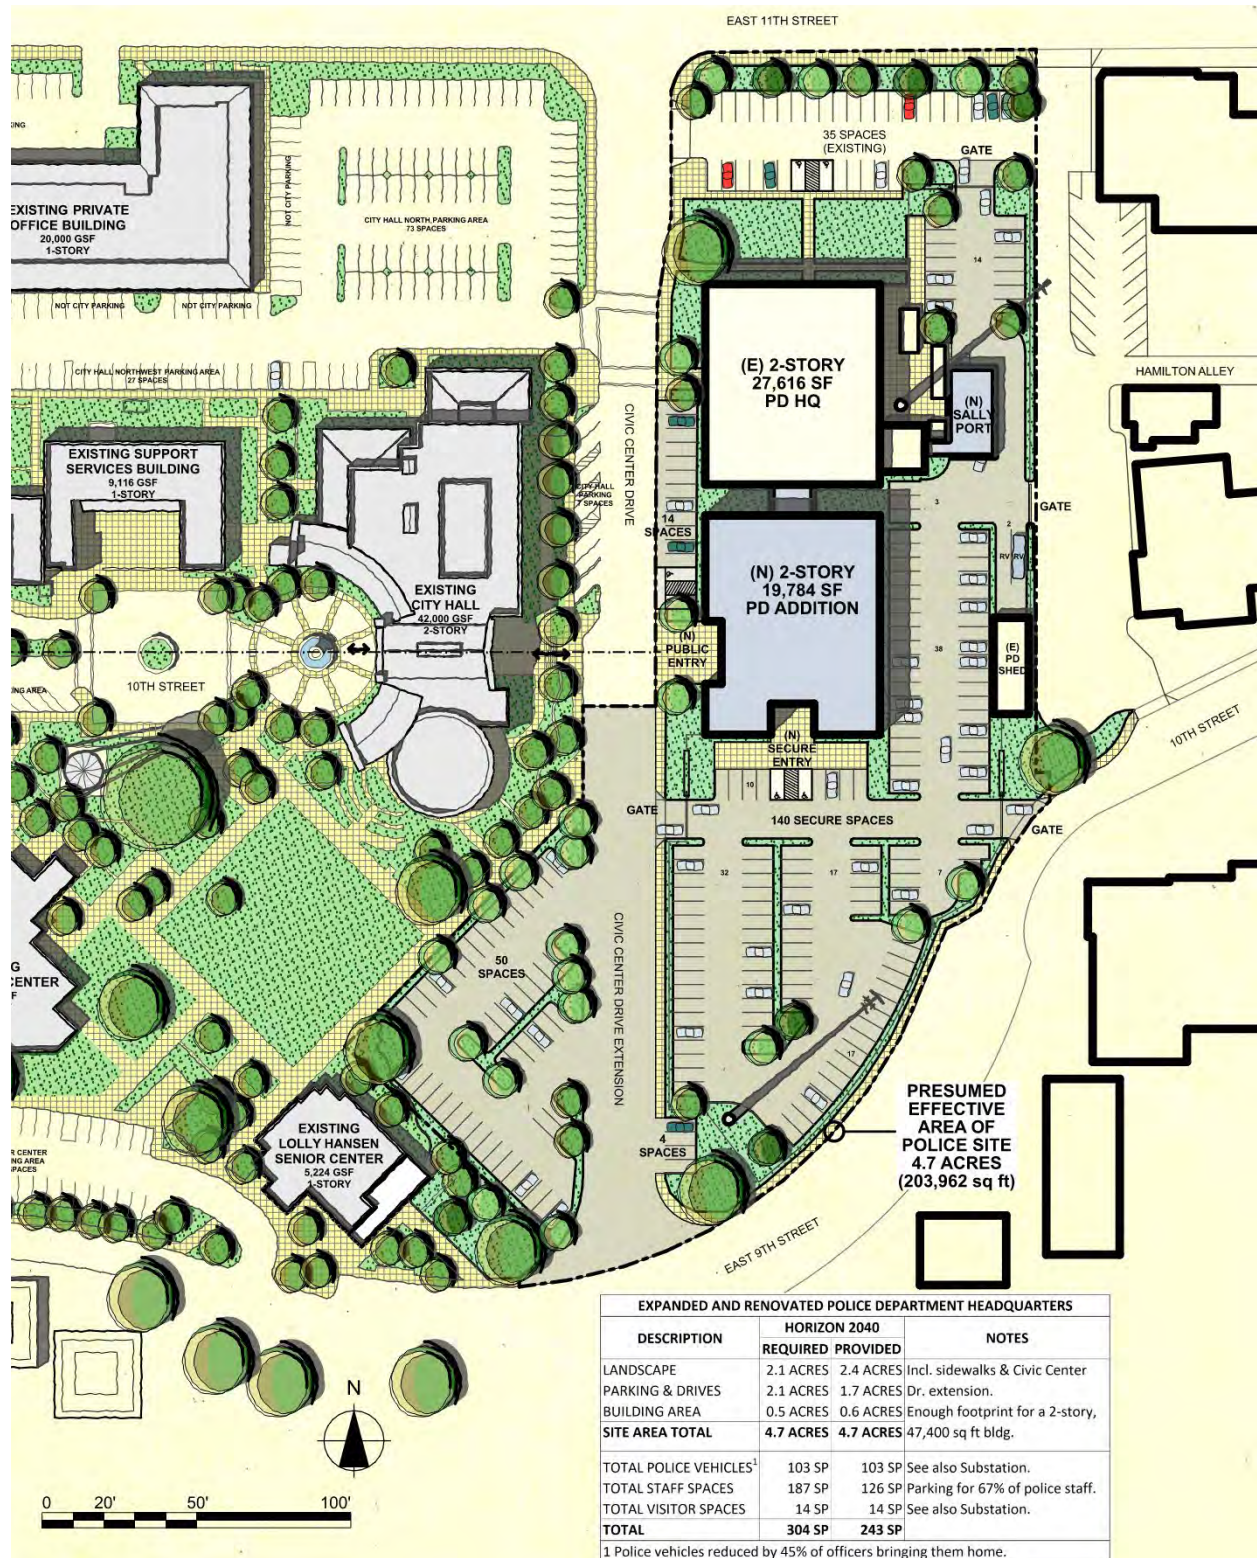 EAST 11TH STREET
KING
EXISTING PRIVATE
OFFICE BUILDING
20,000 GSF
1-STORY
NOT CITY PARKING
NOT CITY PARKING
NOT CITY PARKING
CITY HALL NORTH PARKING AREA
73 SPACES
35 SPACES
(EXISTING)
GATE
14
CITY HALL NORTHWEST PARKING AREA
27 SPACES
(E) 2-STORY
27,616 SF
PD HQ
(N)
SALLY
PORT
HAMILTON ALLEY
CIVIC CENTER DRIVE
EXISTING SUPPORT
SERVICES BUILDING
9,116 GSF
1-STORY
CITY HALL
PARKING
7 SPACES
14
SPACES
3
2
RV RV
GATE
EXISTING
CITY HALL
42,000 GSF
2-STORY
(N) 2-STORY
19,784 SF
PD ADDITION
(N)
PUBLIC
ENTRY
38
(E)
PD
SHED
10TH STREET
KING AREA
10TH STREET
(N)
SECURE
ENTRY
10
GATE
140 SECURE SPACES
GATE
32
17
7
50
SPACES
G
CENTER
F
CIVIC CENTER DRIVE EXTENSION
17
PRESUMED
EFFECTIVE
AREA OF
POLICE SITE
4.7 ACRES
(203,962 sq ft)
EXISTING
LOLLY HANSEN
SENIOR CENTER
5,224 GSF
1-STORY
4
SPACES
R CENTER
NG AREA
PACES
EAST 9TH STREET
N
0 20' 50' 100'
EXPANDED AND RENOVATED POLICE DEPARTMENT HEADQUARTERS
DESCRIPTION HORIZON 2040 NOTES
REQUIRED PROVIDED
LANDSCAPE 2.1 ACRES 2.4 ACRES Incl. sidewalks & Civic Center
PARKING & DRIVES 2.1 ACRES 1.7 ACRES Dr. extension.
BUILDING AREA 0.5 ACRES 0.6 ACRES Enough footprint for a 2-story,
SITE AREA TOTAL 4.7 ACRES 4.7 ACRES 47,400 sq ft bldg.
TOTAL POLICE VEHICLES1 103 SP 103 SP See also Substation.
TOTAL STAFF SPACES 187 SP 126 SP Parking for 67% of police staff.
TOTAL VISITOR SPACES 14 SP 14 SP See also Substation.
TOTAL 304 SP 243 SP
1 Police vehicles reduced by 45% of officers bringing them home.